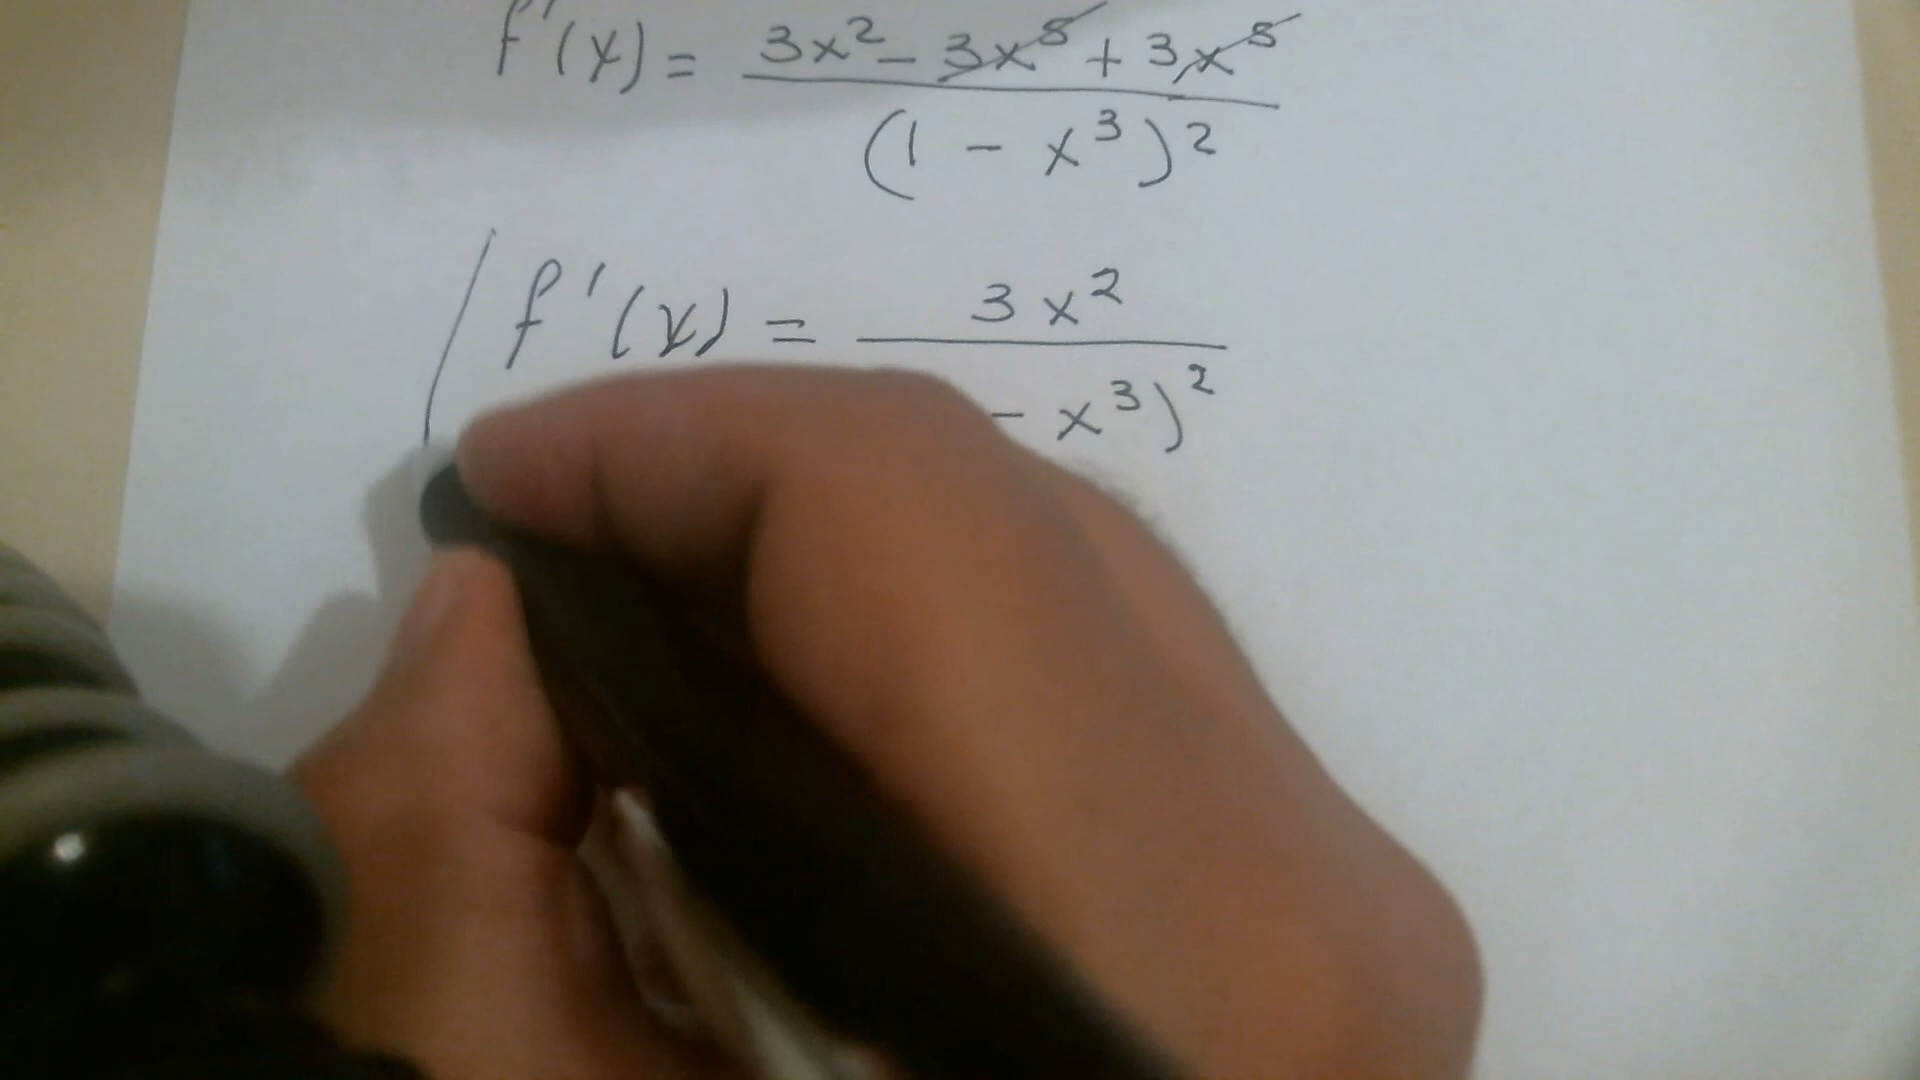 f'(x) = 3x² - 3x⁵ + 3x⁵ / (1 - x³)²
f'(x) = 3x² / - x³)²